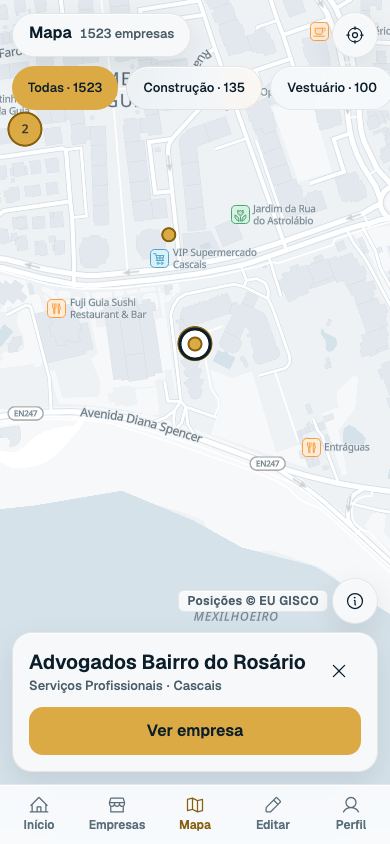 Mapa 1523 empresas
Todas · 1523
Construção · 135
Vestuário · 100
Rua
2
Jardim da Rua
do Astrolábio
VIP Supermercado
Cascais
Fuji Guia Sushi
Restaurant & Bar
EN247
Avenida Diana Spencer
Entráguas
EN247
Posições © EU GISCO
MEXILHOEIRO
Advogados Bairro do Rosário
Serviços Profissionais · Cascais
Ver empresa
Início
Empresas
Mapa
Editar
Perfil